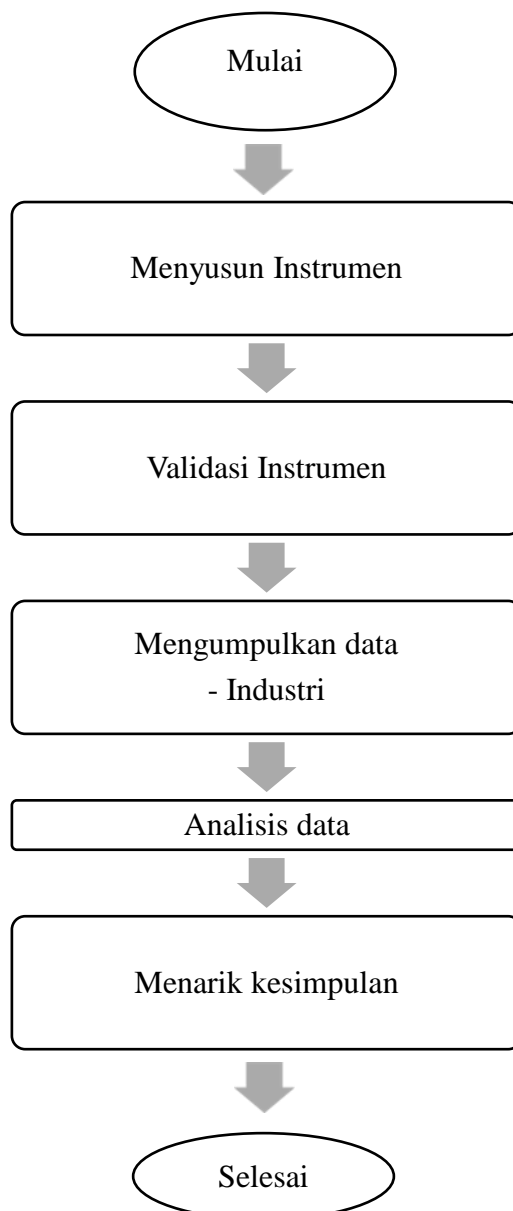 Mulai
Menyusun Instrumen
Validasi Instrumen
Mengumpulkan data
- Industri
Analisis data
Menarik kesimpulan
Selesai